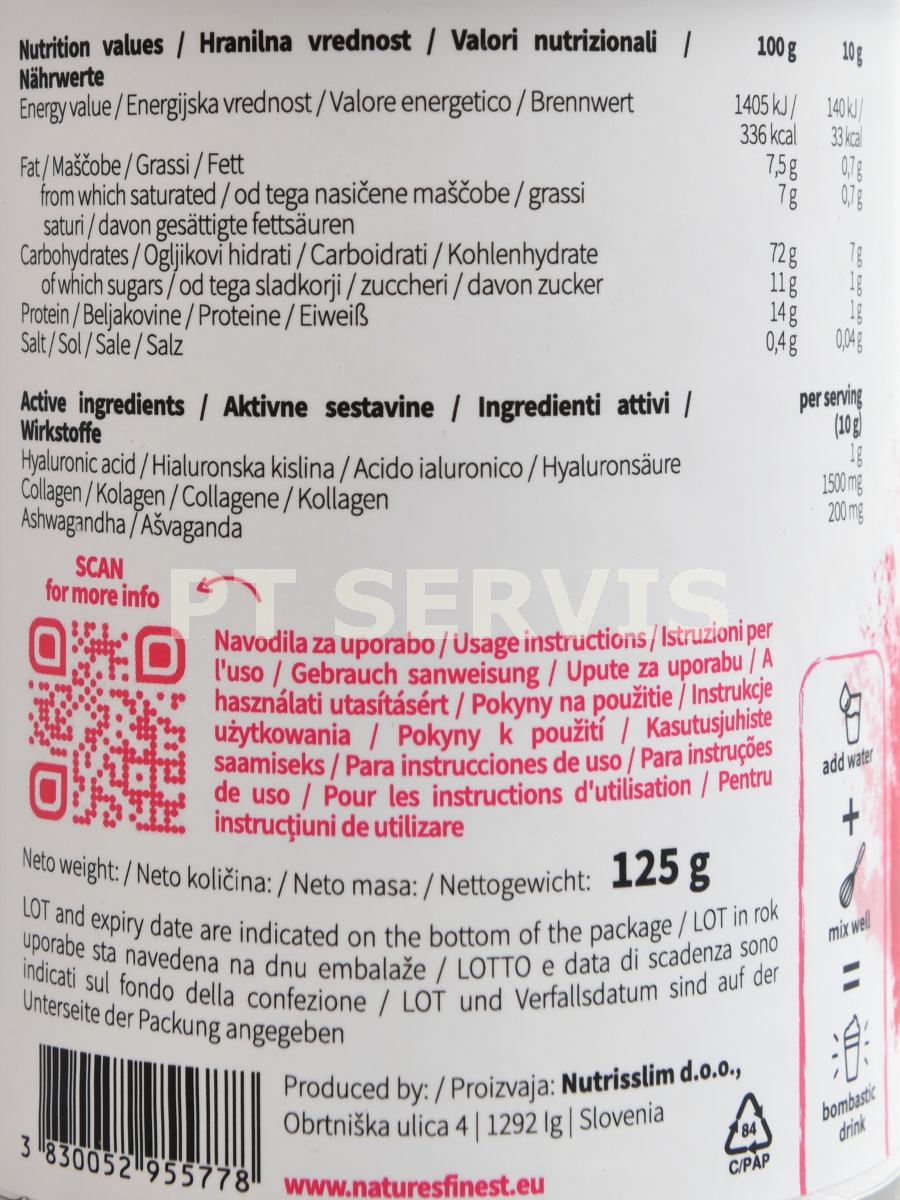 Nutrition values / Hranilna vrednost / Valori nutrizionali / 100 g 10 g
Nährwerte
Energy value / Energijska vrednost / Valore energetico / Brennwert 1405 kJ / 140 kJ /
336 kcal 33 kcal
Fat / Maščobe / Grassi / Fett 7,5 g 0,7 g
from which saturated / od tega nasičene maščobe / grassi 7 g 0,7 g
saturi / davon gesättigte fettsäuren
Carbohydrates / Ogljikovi hidrati / Carboidrati / Kohlenhydrate 72 g 7 g
of which sugars / od tega sladkorji / zuccheri / davon zucker 11 g 1 g
Protein / Beljakovine / Proteine / Eiweiß 14 g 1 g
Salt / Sol / Sale / Salz 0,4 g 0,04 g
Active ingredients / Aktivne sestavine / Ingredienti attivi / per serving
Wirkstoffe (10 g)
Hyaluronic acid / Hialuronska kislina / Acido ialuronico / Hyaluronsäure 1 g
Collagen / Kolagen / Collagene / Kollagen 1500 mg
Ashwagandha / Ašvaganda 200 mg
SCAN
for more info
PT SERVIS
Navodila za uporabo / Usage instructions / Istruzioni per
l'uso / Gebrauch sanweisung / Upute za uporabu / A
használati utasításért / Pokyny na použitie / Instrukcje
użytkowania / Pokyny k použití / Kasutusjuhiste
saamiseks / Para instrucciones de uso / Para instruções
de uso / Pour les instructions d'utilisation / Pentru
instrucțiuni de utilizare
add water
+
mix well
=
bombastic
drink
Neto weight: / Neto količina: / Neto masa: / Nettogewicht: 125 g
LOT and expiry date are indicated on the bottom of the package / LOT in rok
uporabe sta navedena na dnu embalaže / LOTTO e data di scadenza sono
indicati sul fondo della confezione / LOT und Verfallsdatum sind auf der
Unterseite der Packung angegeben
3 830052 955778
Produced by: / Proizvaja: Nutrisslim d.o.o.,
Obrtniška ulica 4 | 1292 Ig | Slovenia
www.naturesfinest.eu
84
C/PAP